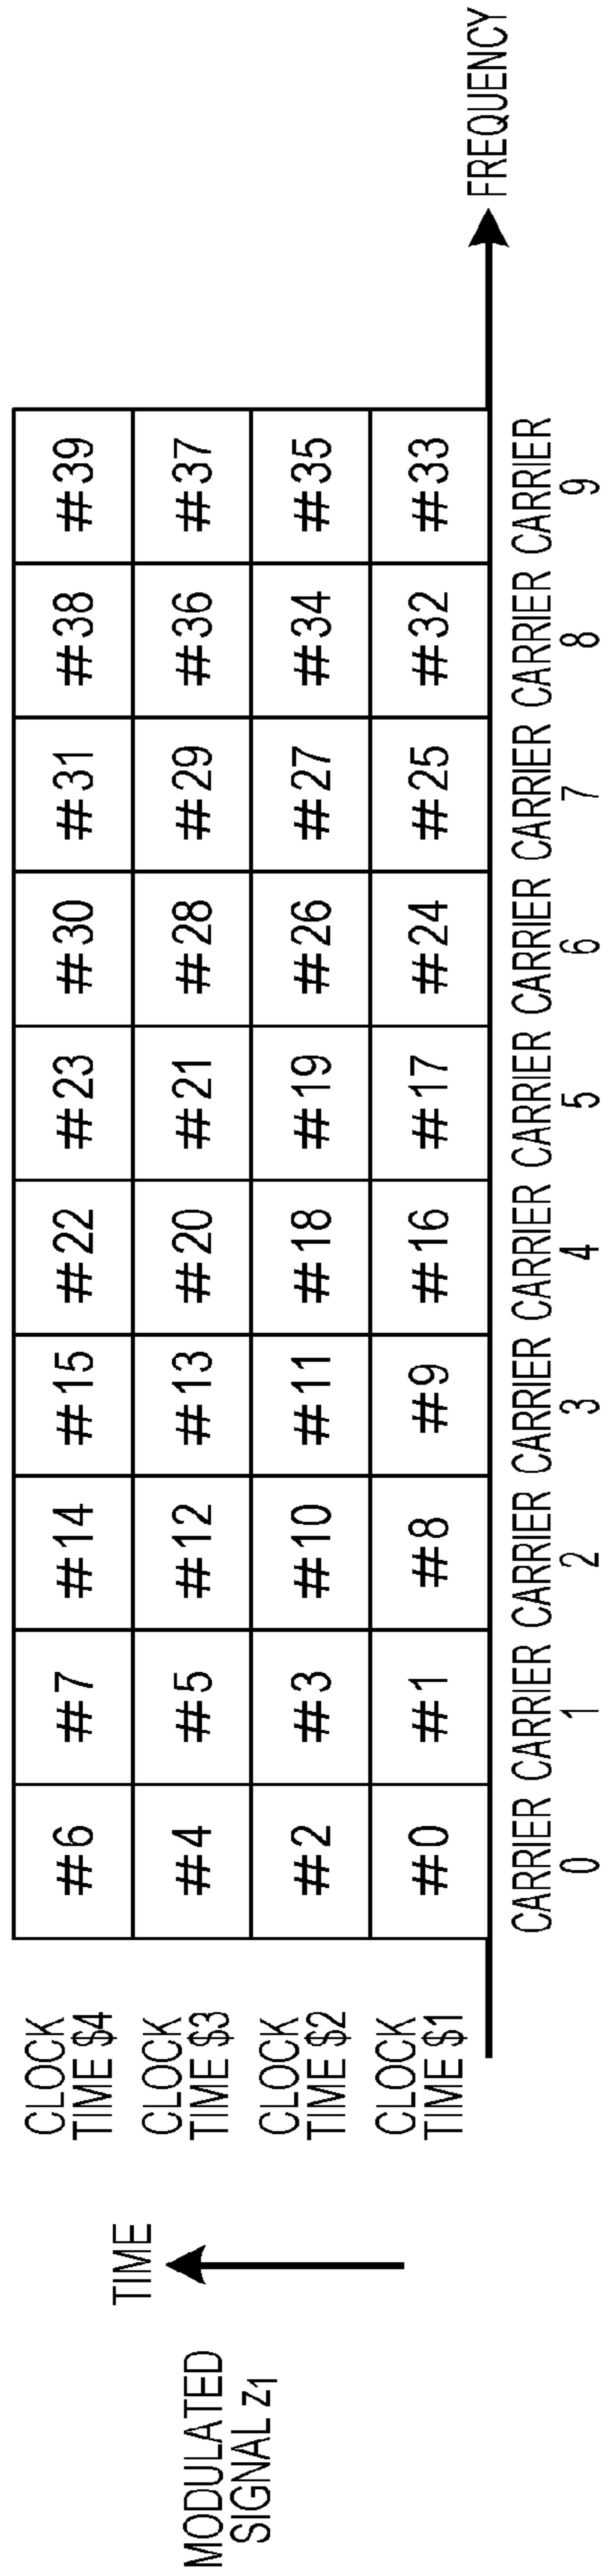 MODULATED
SIGNAL z1
TIME
CLOCK
TIME $4
#6 #7 #14 #15 #22 #23 #30 #31 #38 #39
CLOCK
TIME $3
#4 #5 #12 #13 #20 #21 #28 #29 #36 #37
CLOCK
TIME $2
#2 #3 #10 #11 #18 #19 #26 #27 #34 #35
CLOCK
TIME $1
#0 #1 #8 #9 #16 #17 #24 #25 #32 #33
FREQUENCY
CARRIER CARRIER CARRIER CARRIER CARRIER CARRIER CARRIER CARRIER CARRIER CARRIER
0 1 2 3 4 5 6 7 8 9